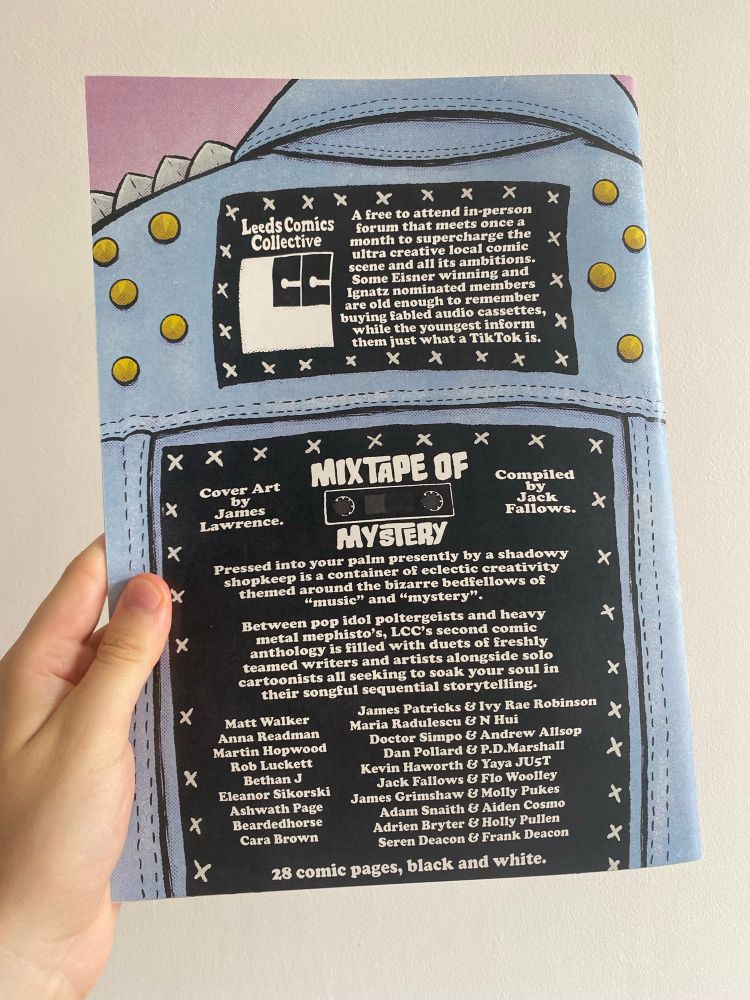 Leeds Comics
Collective
A free to attend in-person
forum that meets once a
month to supercharge the
ultra creative local comic
scene and all its ambitions.
Some Eisner winning and
Ignatz nominated members
are old enough to remember
buying fabled audio cassettes,
while the youngest inform
them just what a TikTok is.
Cover Art
by
James
Lawrence.
MIXTAPE OF
MYSTERY
Compiled
by
Jack
Fallows.
Pressed into your palm presently by a shadowy
shopkeep is a container of eclectic creativity
themed around the bizarre bedfellows of
“music” and “mystery”.
Between pop idol poltergeists and heavy
metal mephisto's, LCC's second comic
anthology is filled with duets of freshly
teamed writers and artists alongside solo
cartoonists all seeking to soak your soul in
their songful sequential storytelling.
Matt Walker
Anna Readman
Martin Hopwood
Rob Luckett
Bethan J
Eleanor Sikorski
Ashwath Page
Beardedhorse
Cara Brown
James Patricks & Ivy Rae Robinson
Maria Radulescu & N Hui
Doctor Simpo & Andrew Allsop
Dan Pollard & P.D.Marshall
Kevin Haworth & Yaya JU5T
Jack Fallows & Flo Woolley
James Grimshaw & Molly Pukes
Adam Snaith & Aiden Cosmo
Adrien Bryter & Holly Pullen
Seren Deacon & Frank Deacon
28 comic pages, black and white.